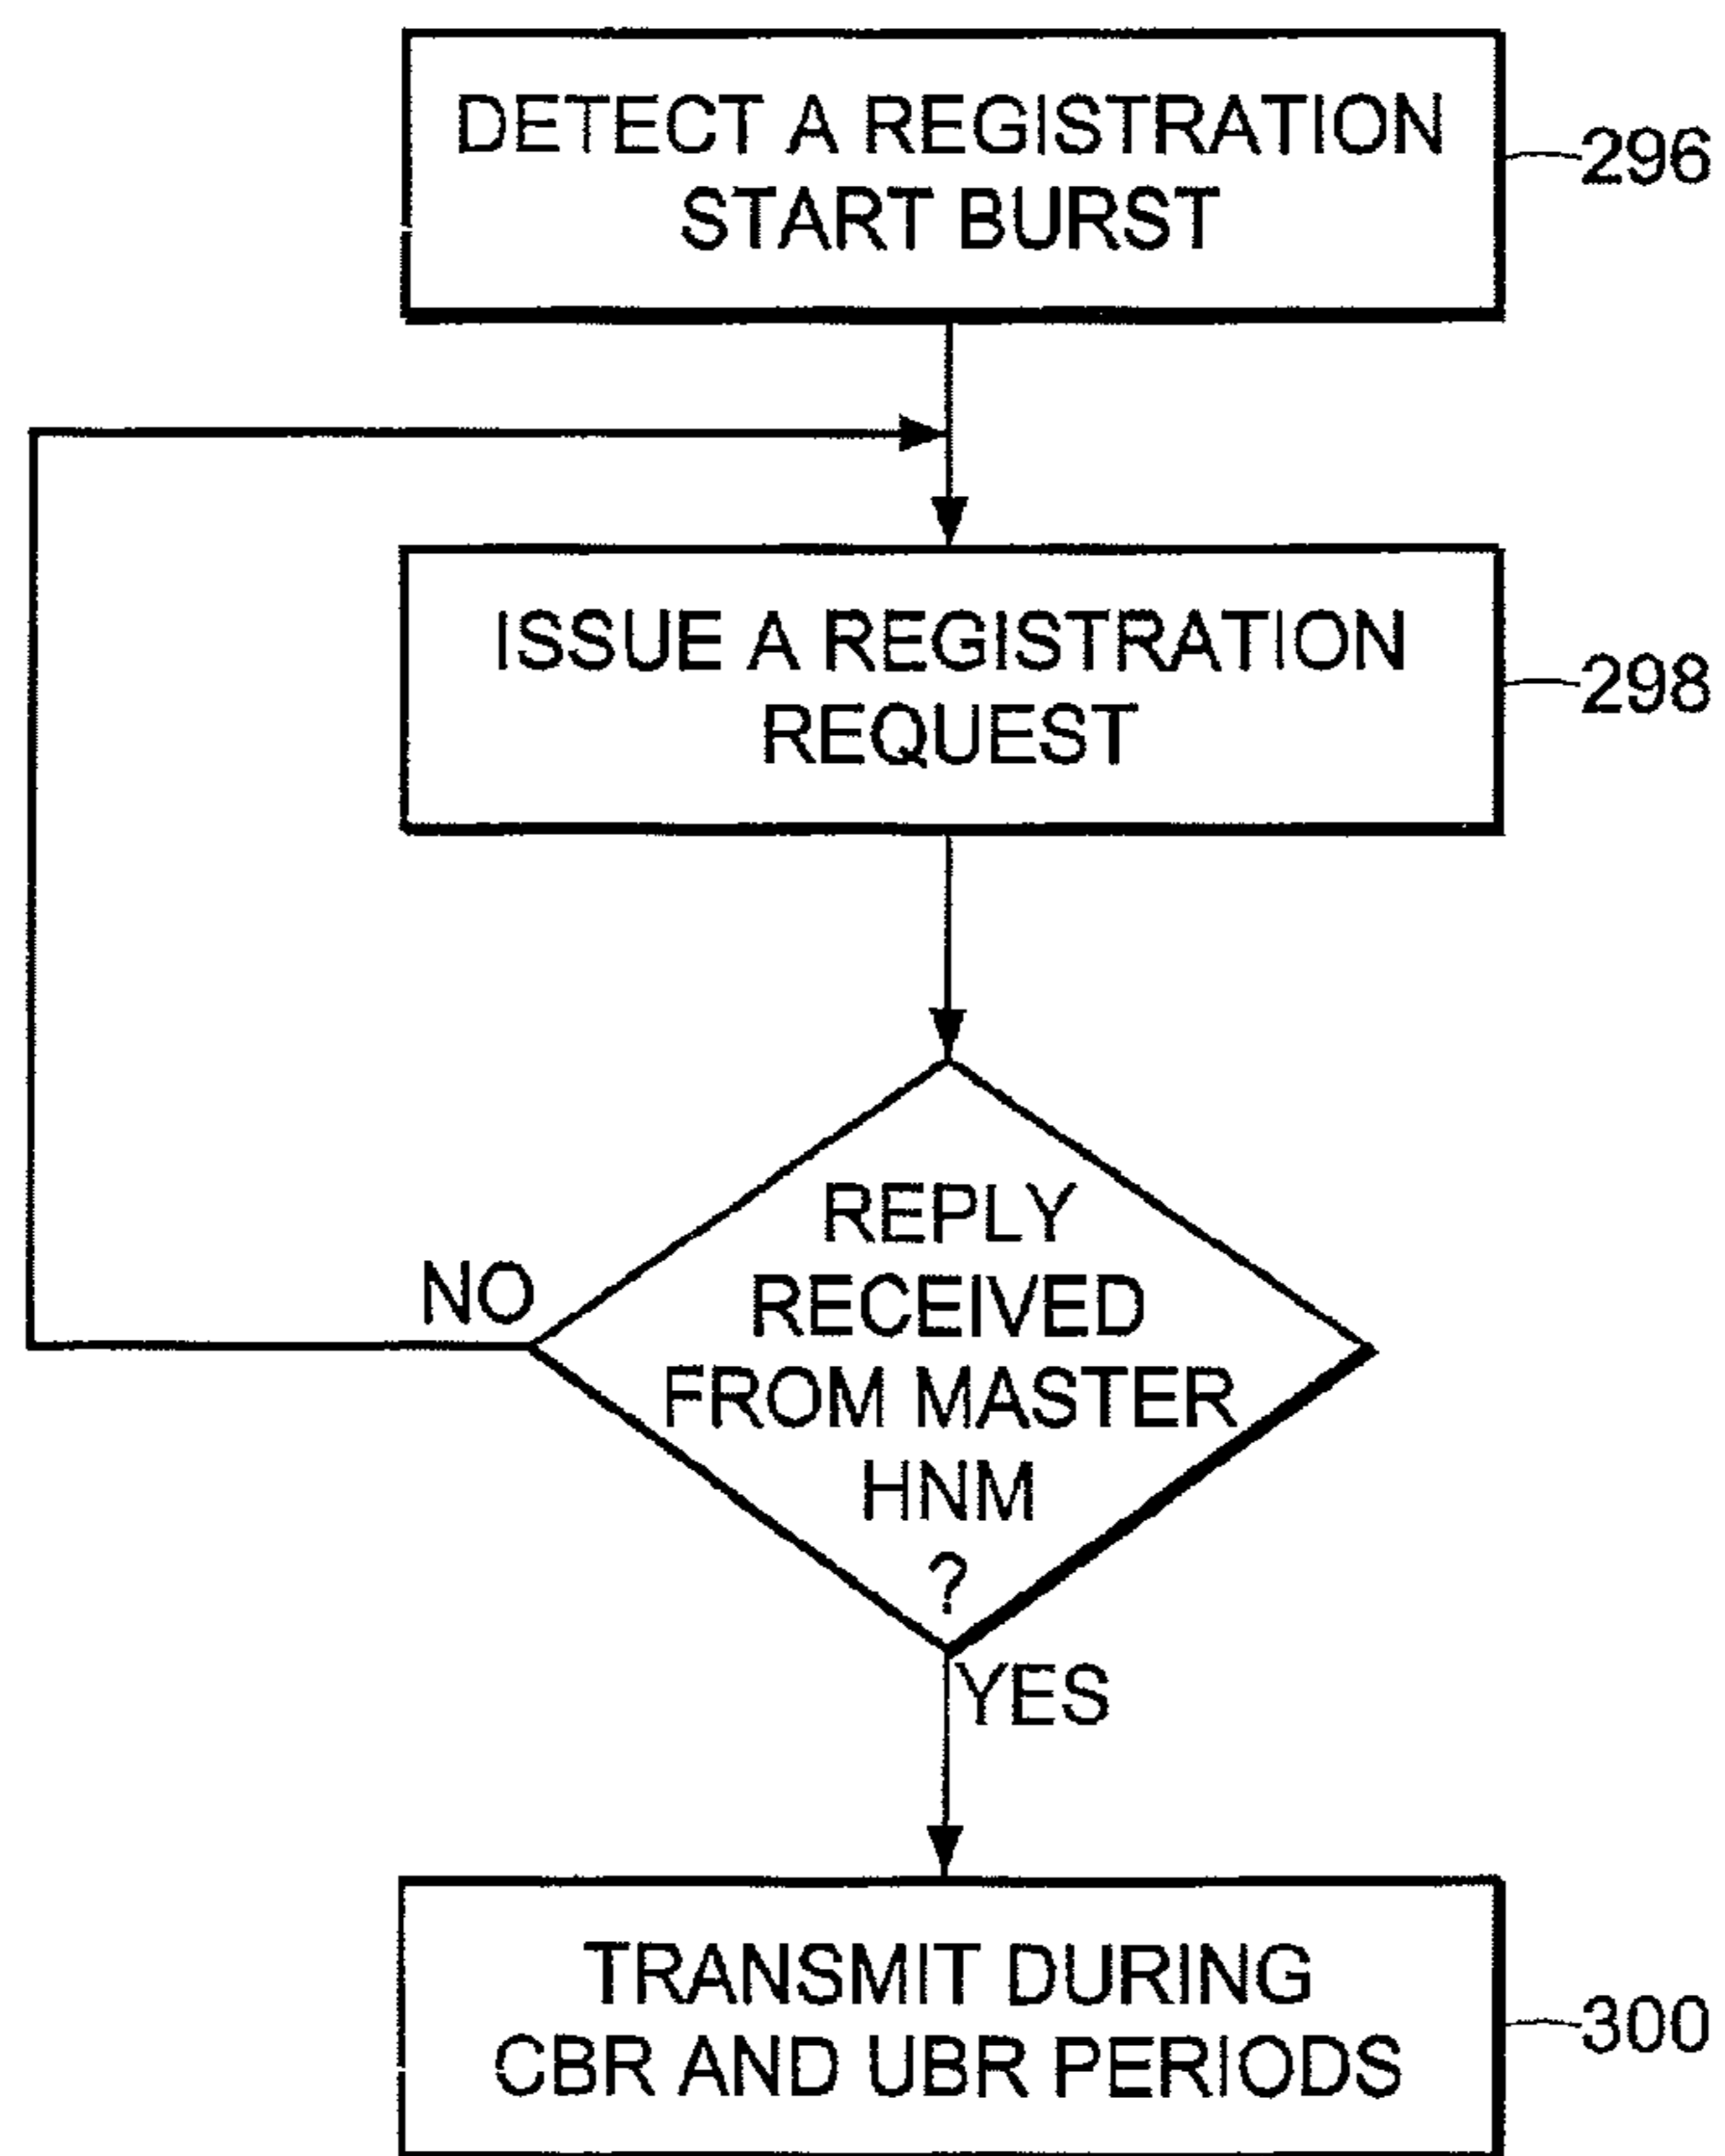 DETECT A REGISTRATION
START BURST
296
ISSUE A REGISTRATION
REQUEST
298
REPLY
RECEIVED
FROM MASTER
HNM
?
NO
YES
TRANSMIT DURING
CBR AND UBR PERIODS
300